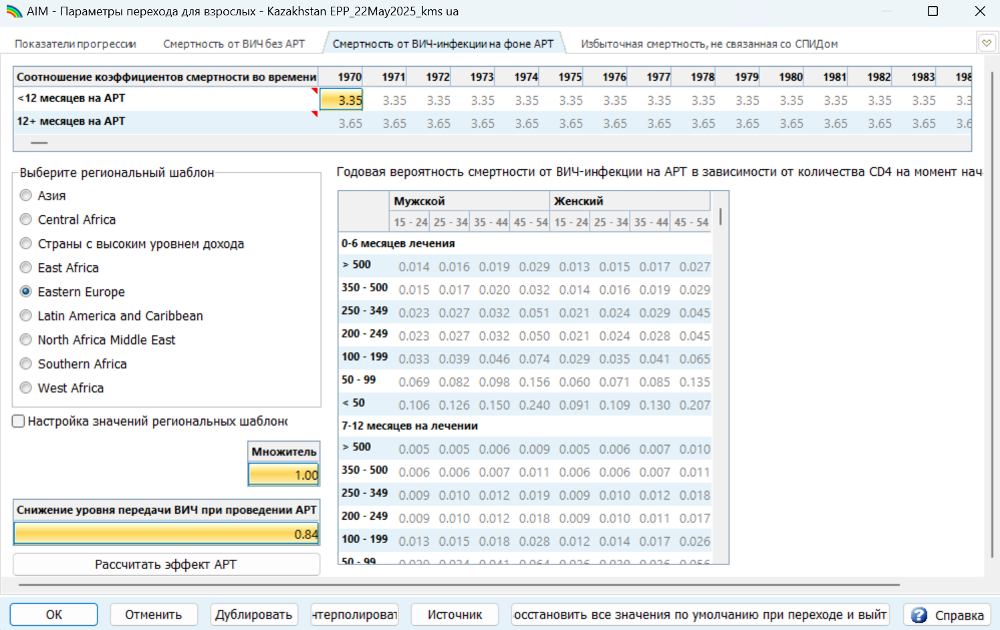 AIM - Параметры перехода для взрослых - Kazakhstan EPP_22May2025_kms ua
Показатели прогрессии Смертность от ВИЧ без АРТ Смертность от ВИЧ-инфекции на фоне АРТ Избыточная смертность, не связанная со СПИДом
Соотношение коэффициентов смертности во времени 1970 1971 1972 1973 1974 1975 1976 1977 1978 1979 1980 1981 1982 1983 198
<12 месяцев на АРТ 3.35 3.35 3.35 3.35 3.35 3.35 3.35 3.35 3.35 3.35 3.35 3.35 3.35 3.35 3.3
12+ месяцев на АРТ 3.65 3.65 3.65 3.65 3.65 3.65 3.65 3.65 3.65 3.65 3.65 3.65 3.65 3.65 3.6
Выберите региональный шаблон
Азия
Central Africa
Страны с высоким уровнем дохода
East Africa
Eastern Europe
Latin America and Caribbean
North Africa Middle East
Southern Africa
West Africa
Настройка значений региональных шаблонс
Множитель
1.00
Снижение уровня передачи ВИЧ при проведении АРТ
0.84
Рассчитать эффект АРТ
Годовая вероятность смертности от ВИЧ-инфекции на АРТ в зависимости от количества CD4 на момент нач
Мужской Женский
15 - 24 25 - 34 35 - 44 45 - 54 15 - 24 25 - 34 35 - 44 45 - 54
0-6 месяцев лечения
> 500 0.014 0.016 0.019 0.029 0.013 0.015 0.017 0.027
350 - 500 0.015 0.017 0.020 0.032 0.014 0.016 0.019 0.029
250 - 349 0.023 0.027 0.032 0.051 0.021 0.024 0.029 0.045
200 - 249 0.023 0.027 0.032 0.050 0.021 0.024 0.028 0.045
100 - 199 0.033 0.039 0.046 0.074 0.029 0.035 0.041 0.065
50 - 99 0.069 0.082 0.098 0.156 0.060 0.071 0.085 0.135
< 50 0.106 0.126 0.150 0.240 0.091 0.109 0.130 0.207
7-12 месяцев на лечении
> 500 0.005 0.005 0.006 0.009 0.005 0.006 0.007 0.010
350 - 500 0.006 0.006 0.007 0.011 0.006 0.006 0.007 0.011
250 - 349 0.009 0.010 0.012 0.019 0.009 0.010 0.012 0.018
200 - 249 0.009 0.010 0.012 0.018 0.009 0.010 0.011 0.017
100 - 199 0.013 0.015 0.018 0.028 0.012 0.014 0.017 0.026
50 - 99
ОК Отменить Дублировать нтерполироват Источник осстановить все значения по умолчанию при переходе и выйт Справка